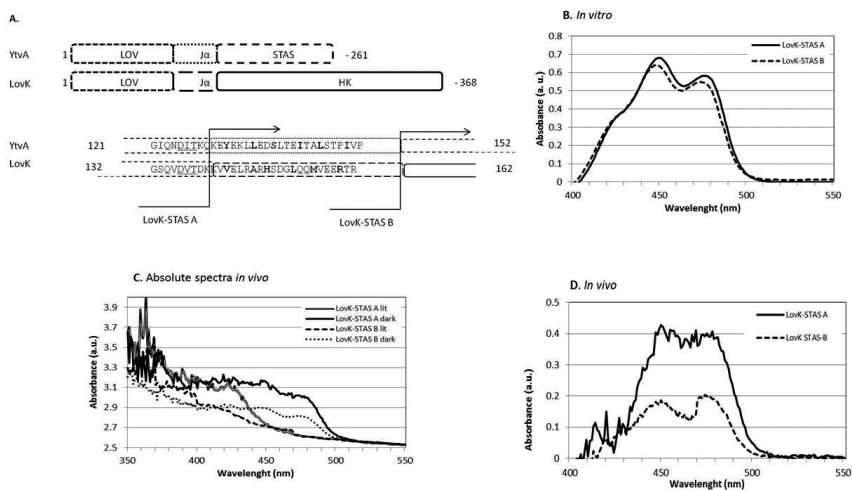 A.
YtvA 1 LOV Jα STAS -261
LovK 1 LOV Jα HK -368
YtvA 121 GIQNDITKQKEYEKLLEDSLTEITALSTPIVP 152
LovK 132 GSQVDVTDKRVVELRARHSDGLQQMVEERTR 162
LovK-STAS A
LovK-STAS B
B. In vitro
Absobance (a. u.)
0.8
0.7
0.6
0.5
0.4
0.3
0.2
0.1
0
400 450 500 550
Wavelenght (nm)
LovK-STAS A
LovK-STAS B
C. Absolute spectra in vivo
Absorbance (a.u.)
3.9
3.7
3.5
3.3
3.1
2.9
2.7
2.5
350 400 450 500 550
Wavelenght (nm)
LovK-STAS A lit
LovK-STAS A dark
LovK-STAS B lit
LovK-STAS B dark
D. In vivo
Absorbance (a.u.)
0.5
0.4
0.3
0.2
0.1
0
400 450 500 550
Wavelenght (nm)
LovK-STAS A
LovK STAS-B